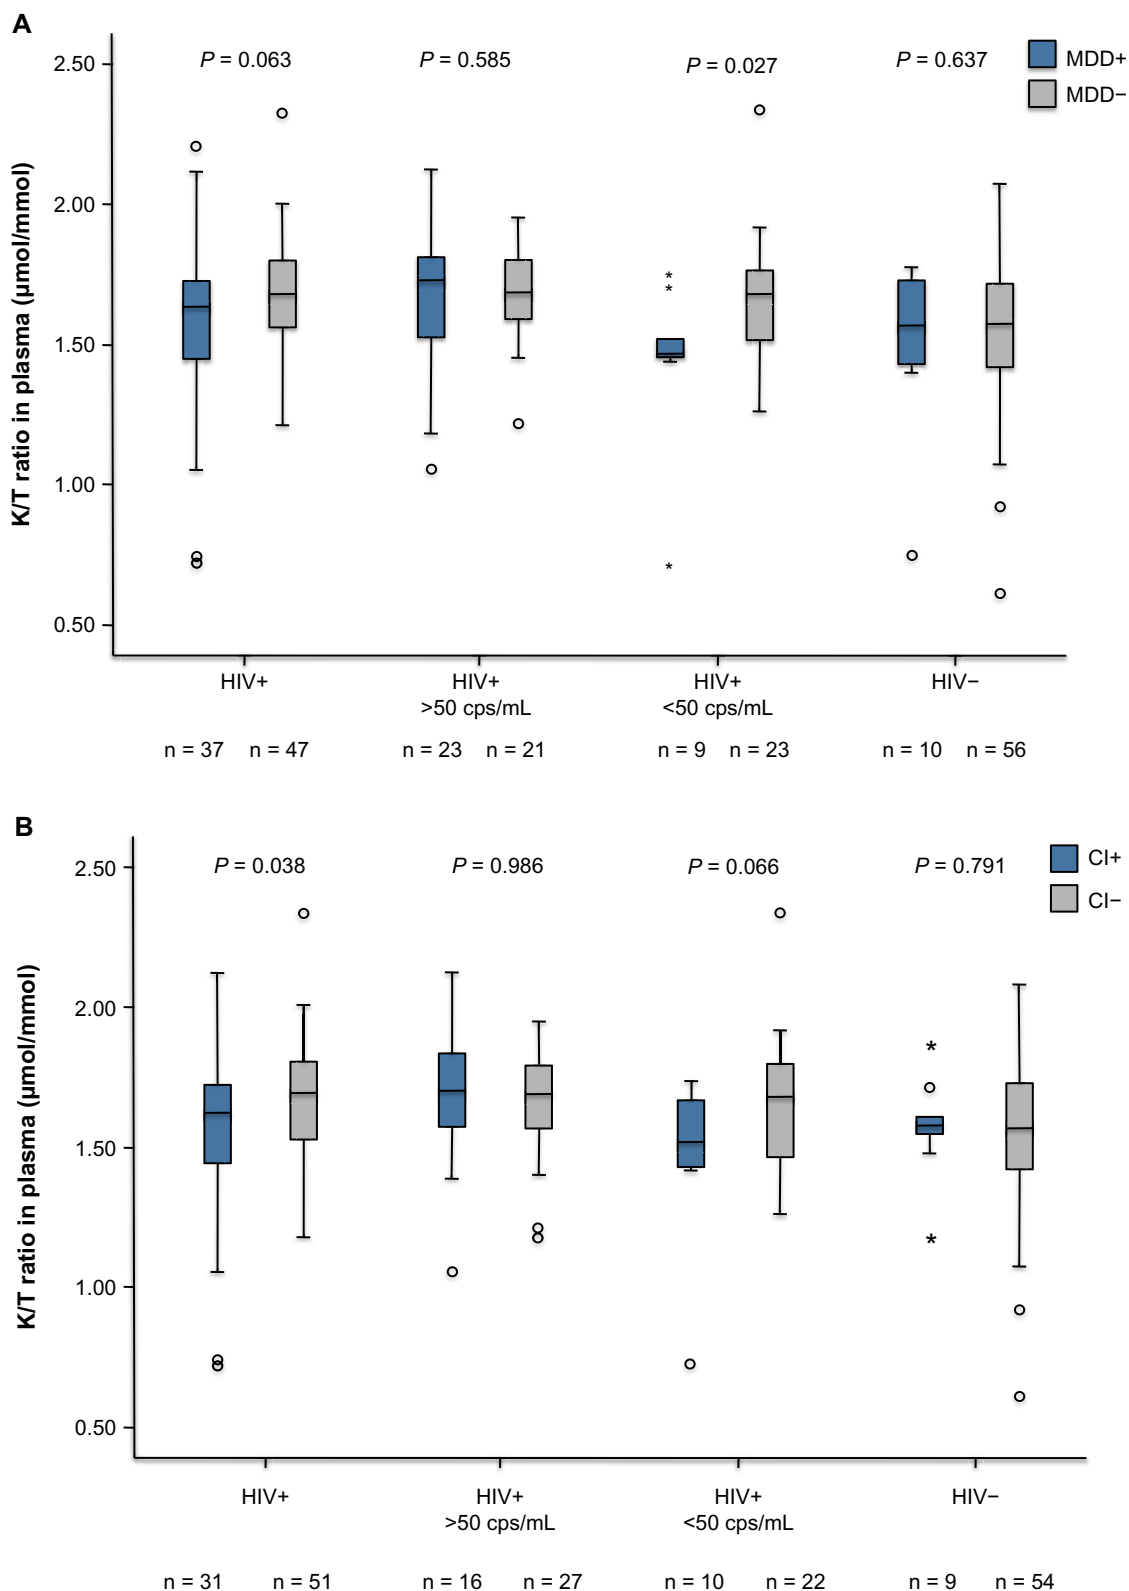 A
P = 0.063 P = 0.585 P = 0.027 P = 0.637
MDD+
MDD−
K/T ratio in plasma (µmol/mmol)
2.50
2.00
1.50
1.00
0.50
HIV+ HIV+ HIV+ HIV−
>50 cps/mL <50 cps/mL
n = 37 n = 47 n = 23 n = 21 n = 9 n = 23 n = 10 n = 56
B
P = 0.038 P = 0.986 P = 0.066 P = 0.791
CI+
CI−
K/T ratio in plasma (µmol/mmol)
2.50
2.00
1.50
1.00
0.50
HIV+ HIV+ HIV+ HIV−
>50 cps/mL <50 cps/mL
n = 31 n = 51 n = 16 n = 27 n = 10 n = 22 n = 9 n = 54